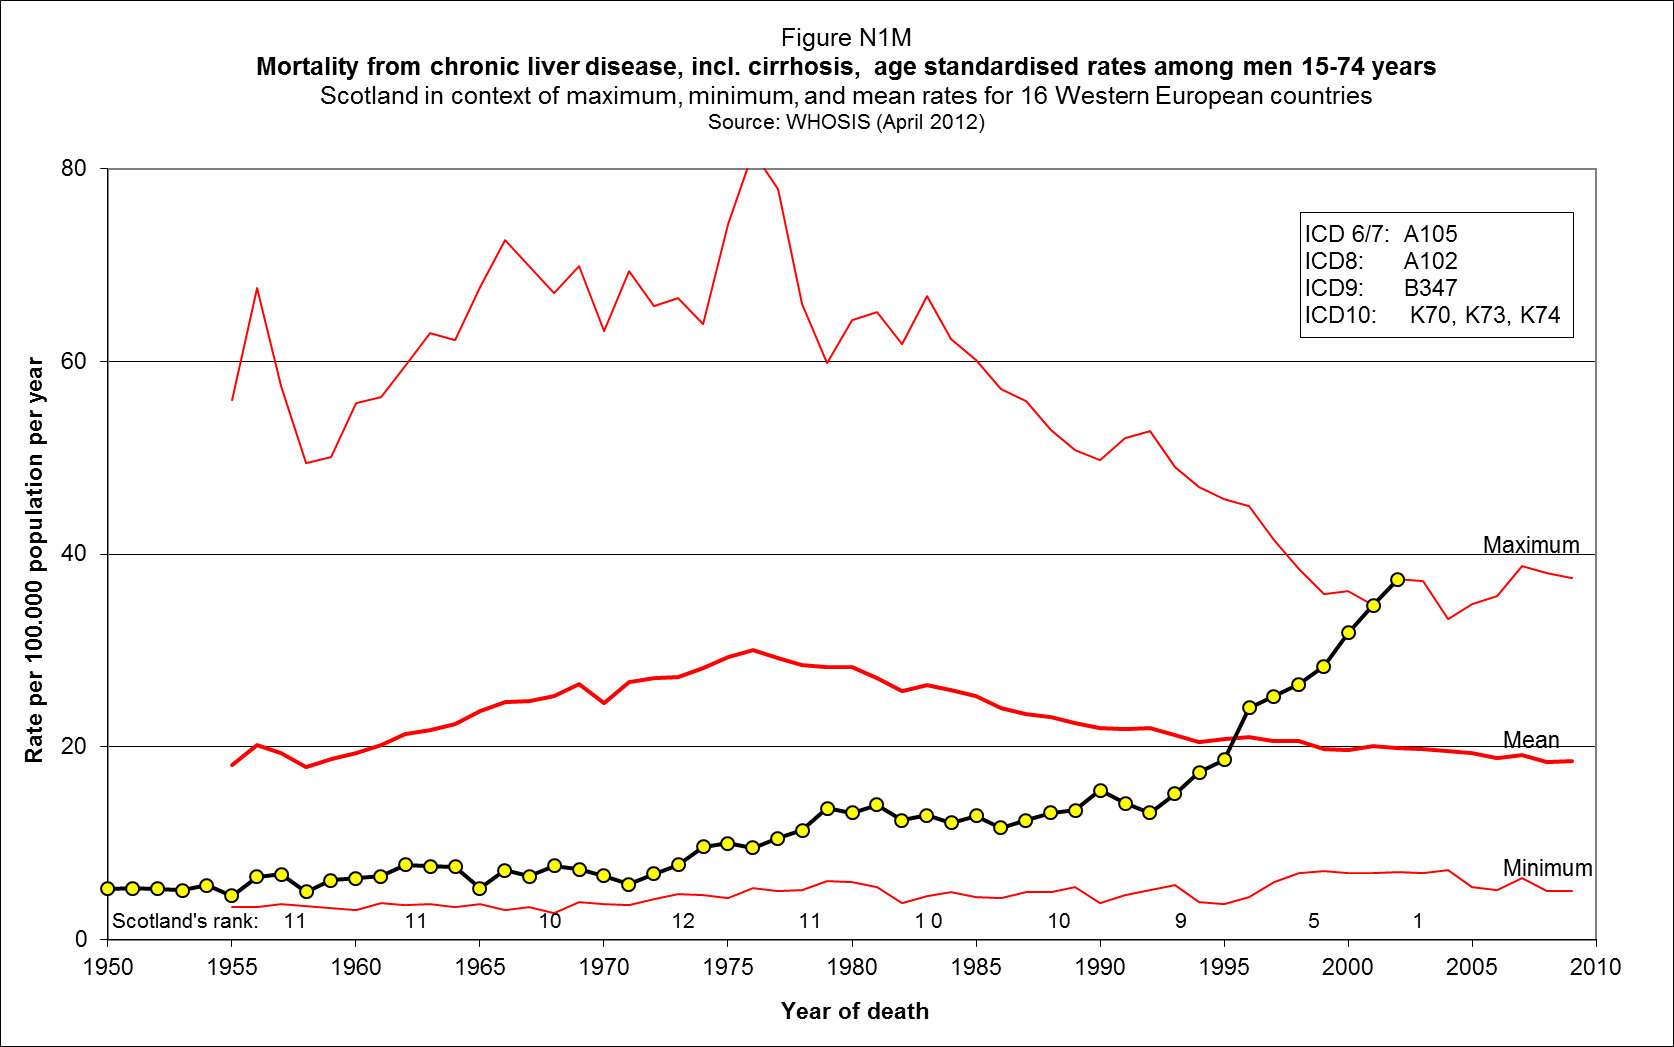 Figure N1M
Mortality from chronic liver disease, incl. cirrhosis, age standardised rates among men 15-74 years
Scotland in context of maximum, minimum, and mean rates for 16 Western European countries
Source: WHOSIS (April 2012)
80
ICD 6/7: A105
ICD8: A102
ICD9: B347
ICD10: K70, K73, K74
60
Rate per 100.000 population per year
Maximum
40
Mean
20
Minimum
Scotland's rank: 11 11 10 12 11 1 0 10 9 5 1
0
1950 1955 1960 1965 1970 1975 1980 1985 1990 1995 2000 2005 2010
Year of death